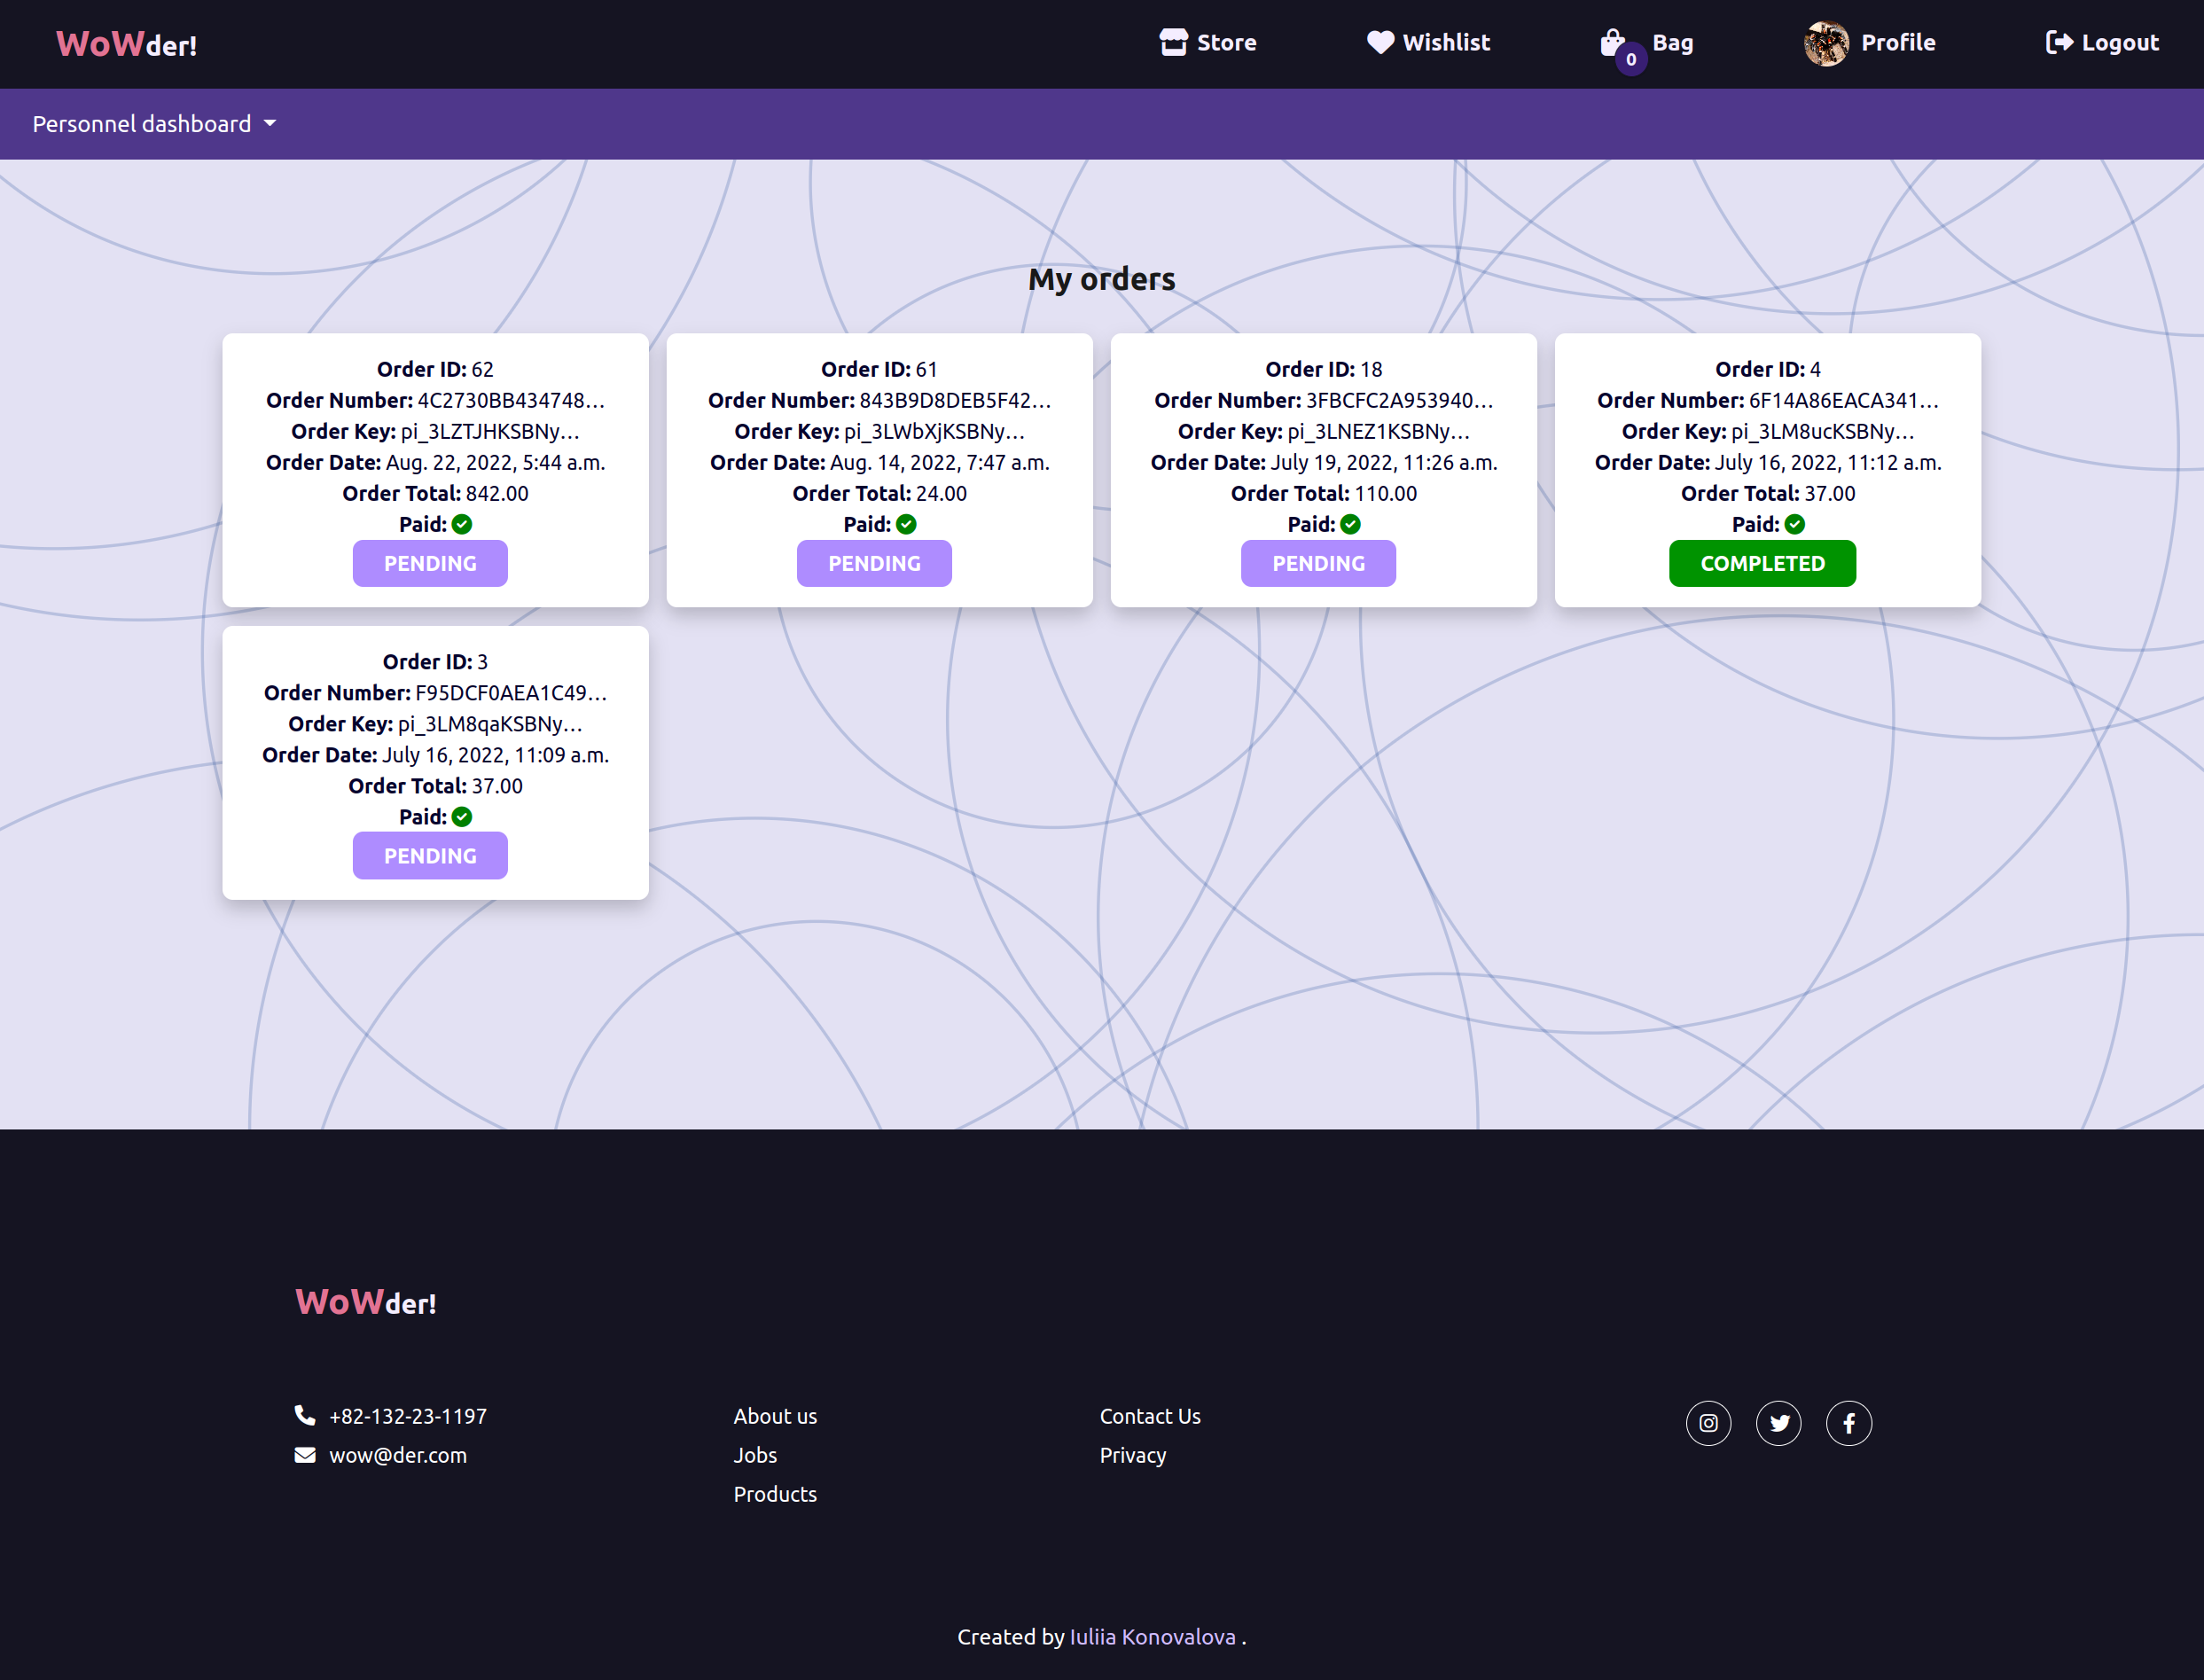 WoWder!
Store
Wishlist
0
Bag
Profile
Logout
Personnel dashboard
My orders
Order ID: 62
Order Number: 4C2730BB434748...
Order Key: pi_3LZTJHKSBNy...
Order Date: Aug. 22, 2022, 5:44 a.m.
Order Total: 842.00
Paid:
PENDING
Order ID: 61
Order Number: 843B9D8DEB5F42...
Order Key: pi_3LWbXjKSBNy...
Order Date: Aug. 14, 2022, 7:47 a.m.
Order Total: 24.00
Paid:
PENDING
Order ID: 18
Order Number: 3FBCFC2A953940...
Order Key: pi_3LNEZ1KSBNy...
Order Date: July 19, 2022, 11:26 a.m.
Order Total: 110.00
Paid:
PENDING
Order ID: 4
Order Number: 6F14A86EACA341...
Order Key: pi_3LM8ucKSBNy...
Order Date: July 16, 2022, 11:12 a.m.
Order Total: 37.00
Paid:
COMPLETED
Order ID: 3
Order Number: F95DCF0AEA1C49...
Order Key: pi_3LM8qaKSBNy...
Order Date: July 16, 2022, 11:09 a.m.
Order Total: 37.00
Paid:
PENDING
WoWder!
+82-132-23-1197
wow@der.com
About us
Jobs
Products
Contact Us
Privacy
Created by Iuliia Konovalova .